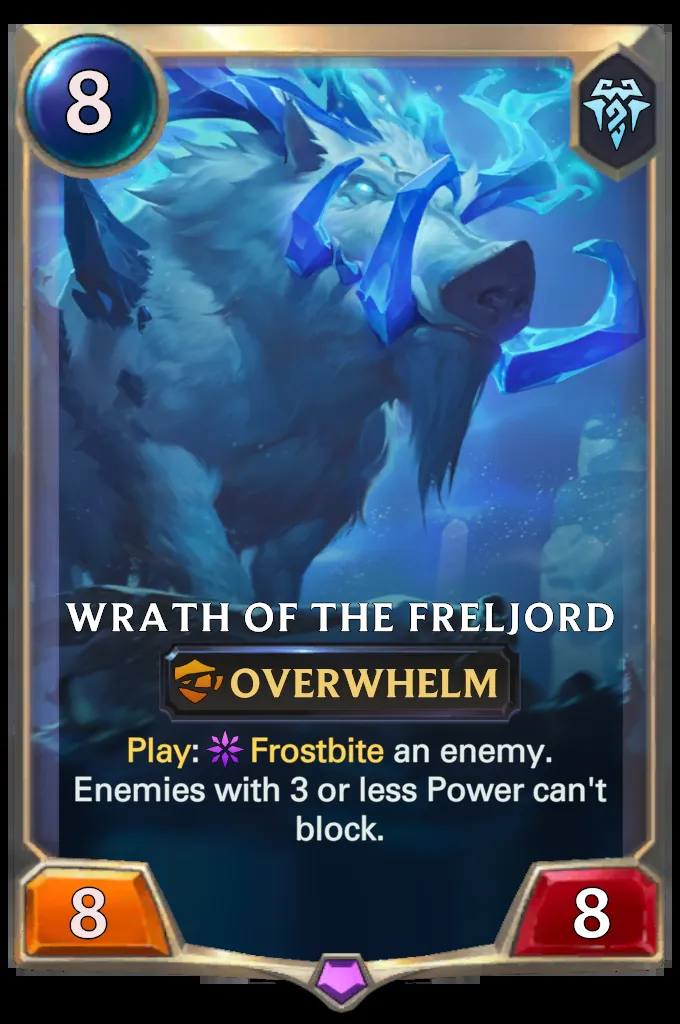 8
WRATH OF THE FRELJORD
OVERWHELM
Play: Frostbite an enemy.
Enemies with 3 or less Power can't
block.
8 8